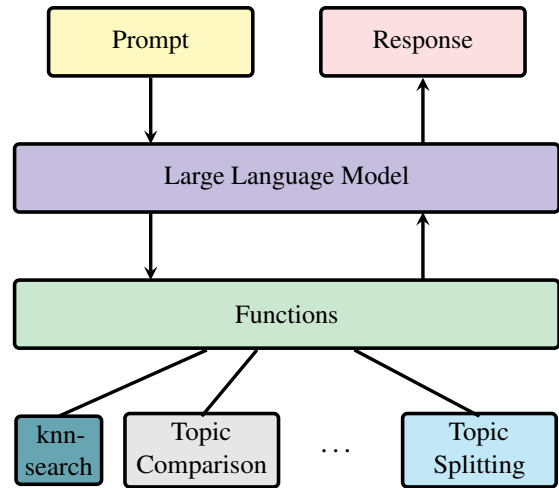 Prompt
Response
Large Language Model
Functions
knn-
search
Topic
Comparison
...
Topic
Splitting